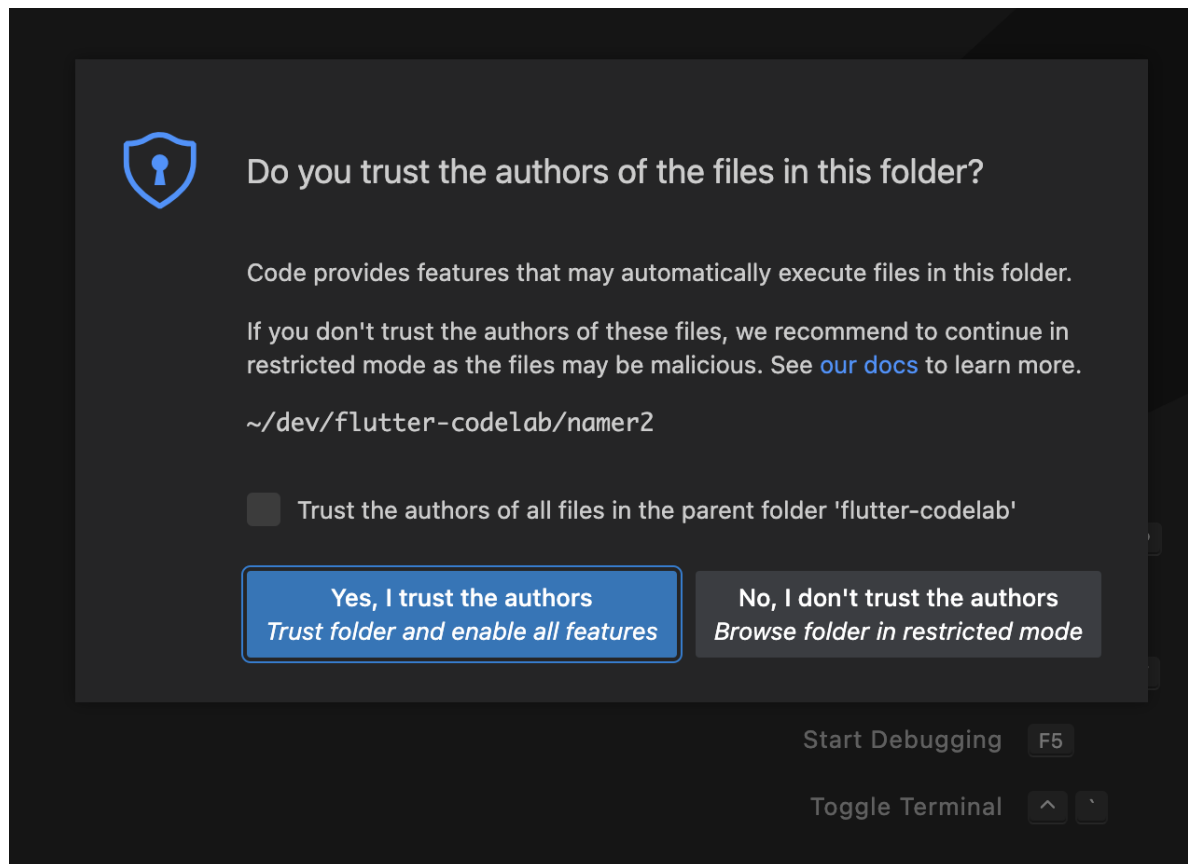 Do you trust the authors of the files in this folder?
Code provides features that may automatically execute files in this folder.
If you don't trust the authors of these files, we recommend to continue in
restricted mode as the files may be malicious. See our docs to learn more.
~/dev/flutter-codelab/namer2
Trust the authors of all files in the parent folder 'flutter-codelab'
Yes, I trust the authors
Trust folder and enable all features
No, I don't trust the authors
Browse folder in restricted mode
Start Debugging F5
Toggle Terminal ^ `